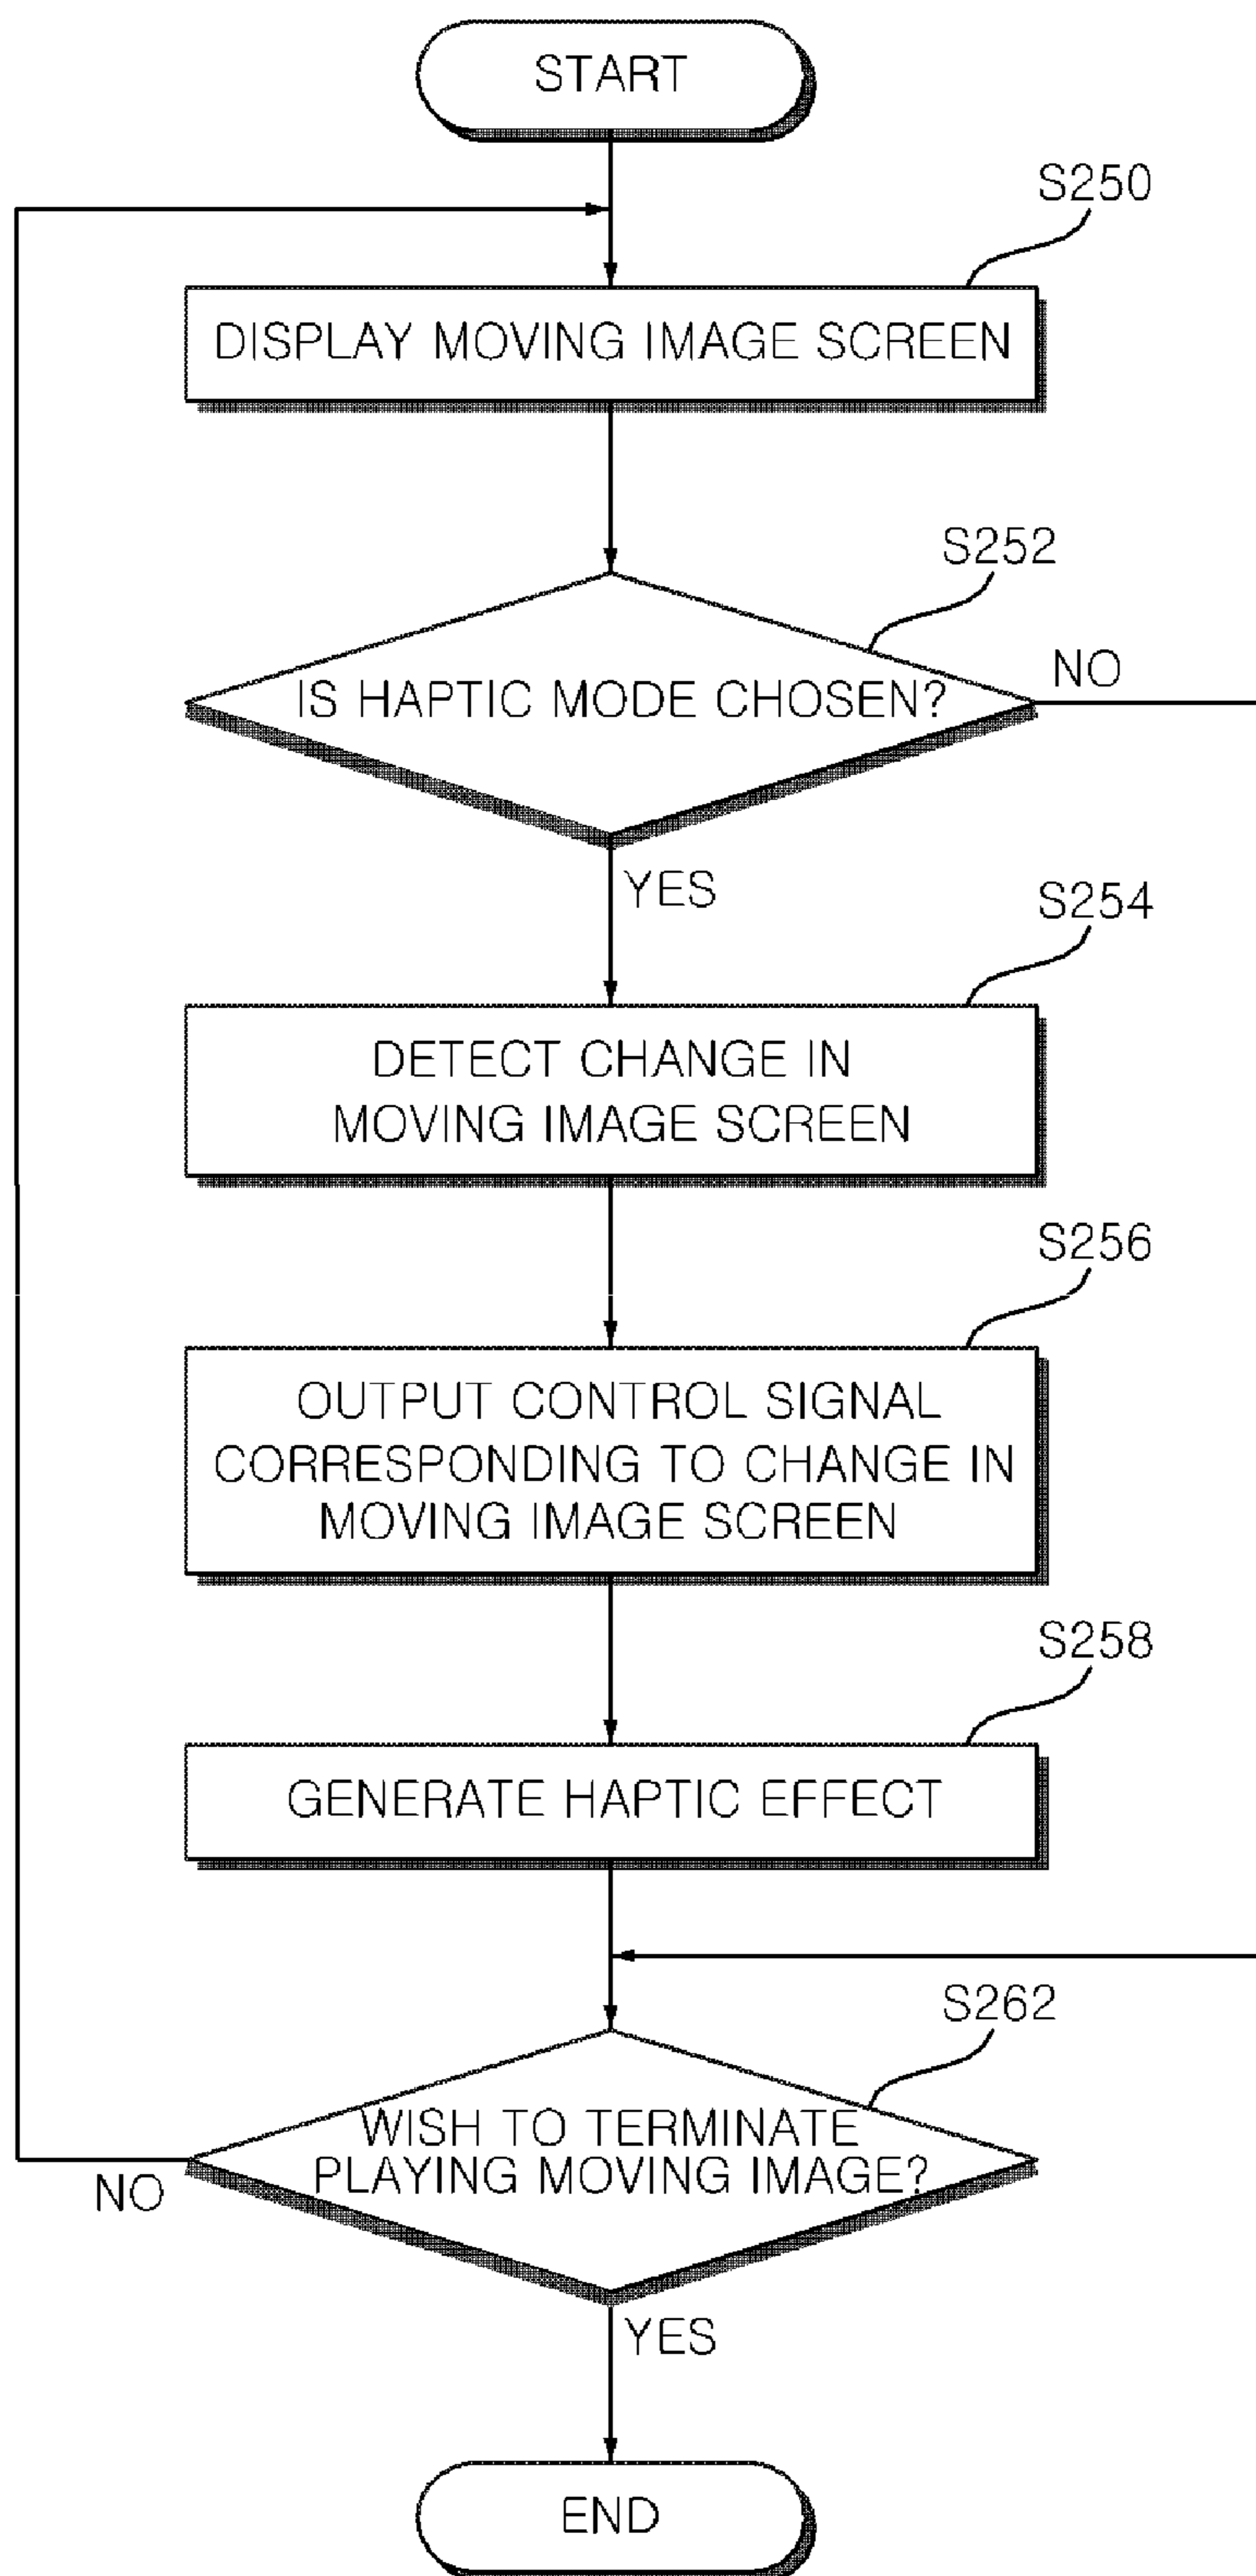 START
S250
DISPLAY MOVING IMAGE SCREEN
S252
IS HAPTIC MODE CHOSEN?
NO
YES
S254
DETECT CHANGE IN
MOVING IMAGE SCREEN
S256
OUTPUT CONTROL SIGNAL
CORRESPONDING TO CHANGE IN
MOVING IMAGE SCREEN
S258
GENERATE HAPTIC EFFECT
S262
WISH TO TERMINATE
PLAYING MOVING IMAGE?
NO
YES
END